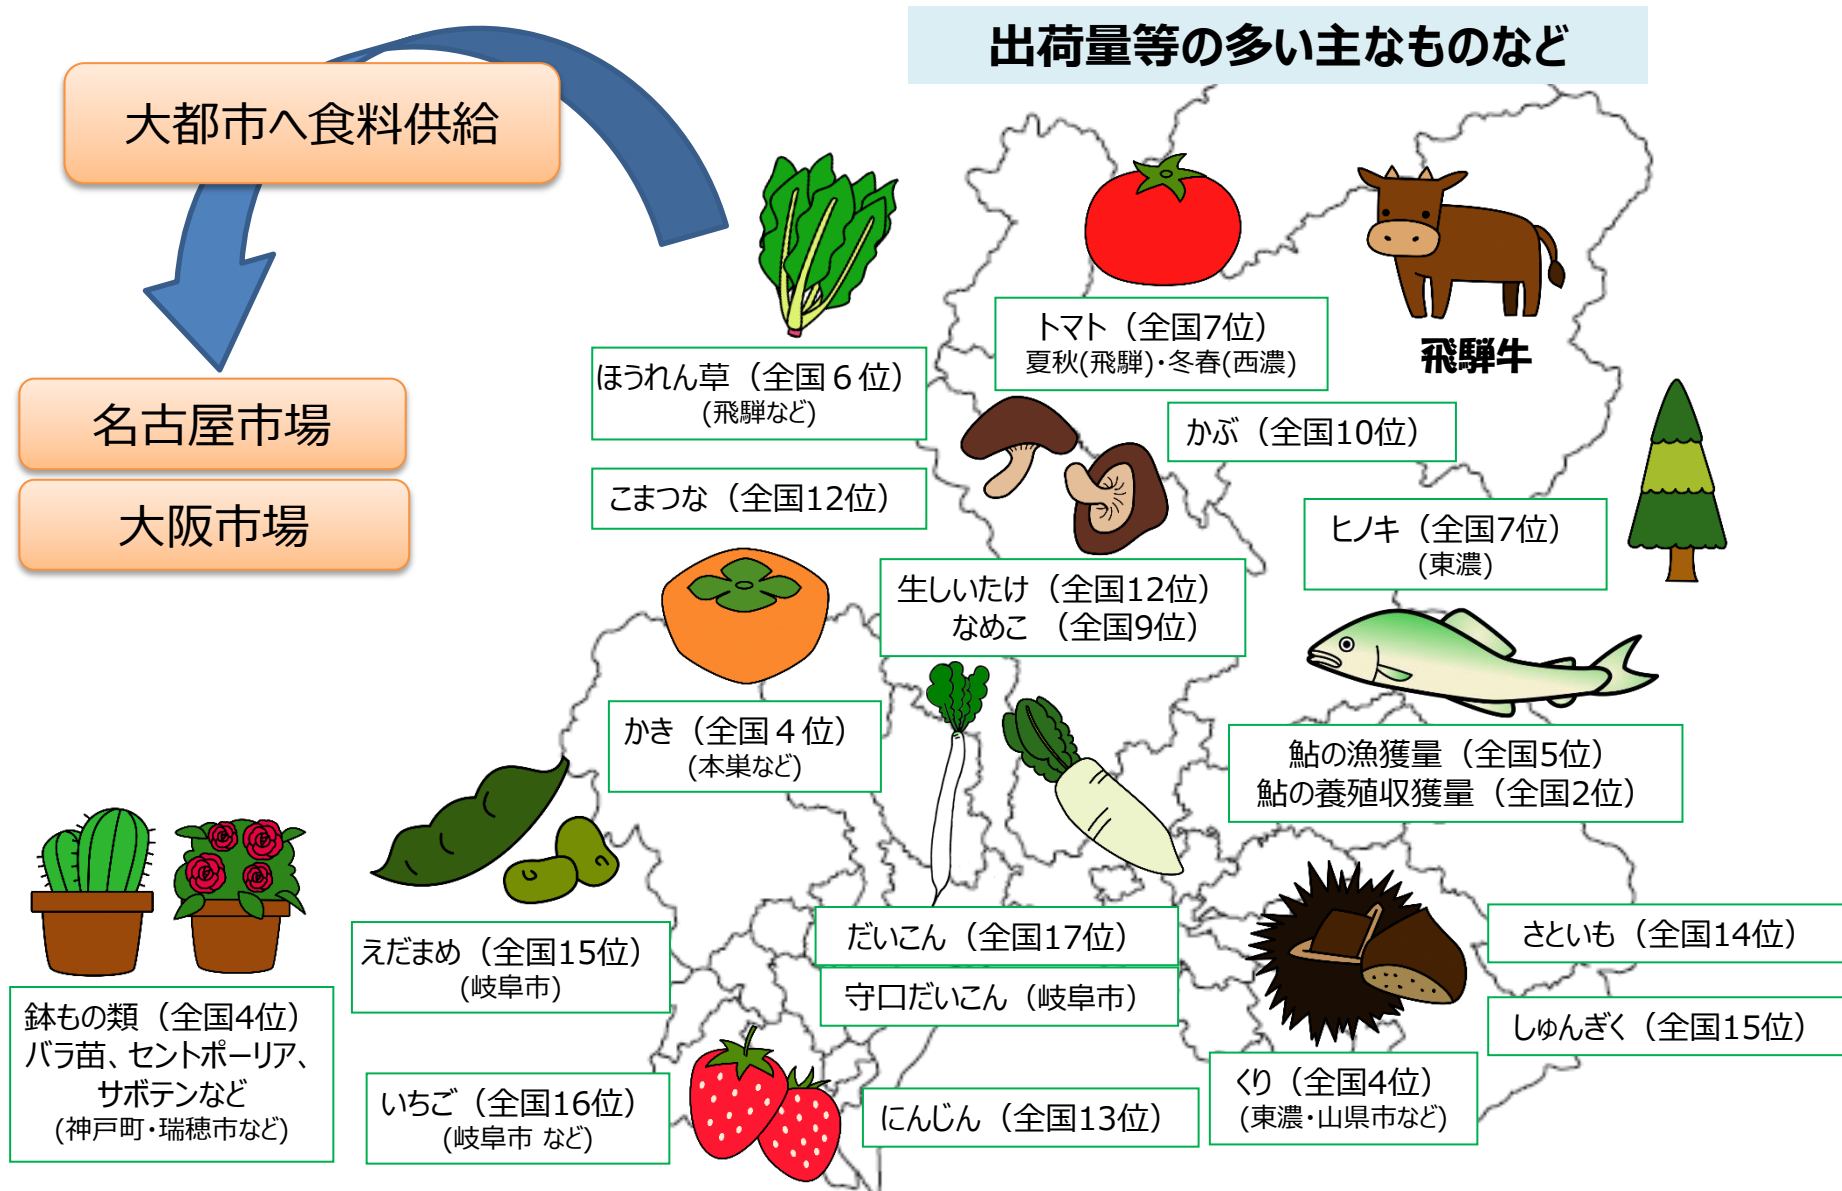 出荷量等の多い主なものなど
大都市へ食料供給
名古屋市場
大阪市場
トマト（全国7位）
夏秋(飛騨)・冬春(西濃)
飛騨牛
ほうれん草（全国６位）
(飛騨など)
かぶ（全国10位）
こまつな（全国12位）
ヒノキ（全国7位）
(東濃)
生しいたけ（全国12位）
なめこ　（全国9位）
かき（全国４位）
(本巣など)
鮎の漁獲量（全国5位）
鮎の養殖収獲量（全国2位）
えだまめ（全国15位）
(岐阜市)
だいこん（全国17位）
守口だいこん（岐阜市）
さといも（全国14位）
しゅんぎく（全国15位）
鉢もの類（全国4位）
バラ苗、セントポーリア、
サボテンなど
(神戸町・瑞穂市など)
いちご（全国16位）
(岐阜市 など)
にんじん（全国13位）
くり（全国4位）
(東濃・山県市など)